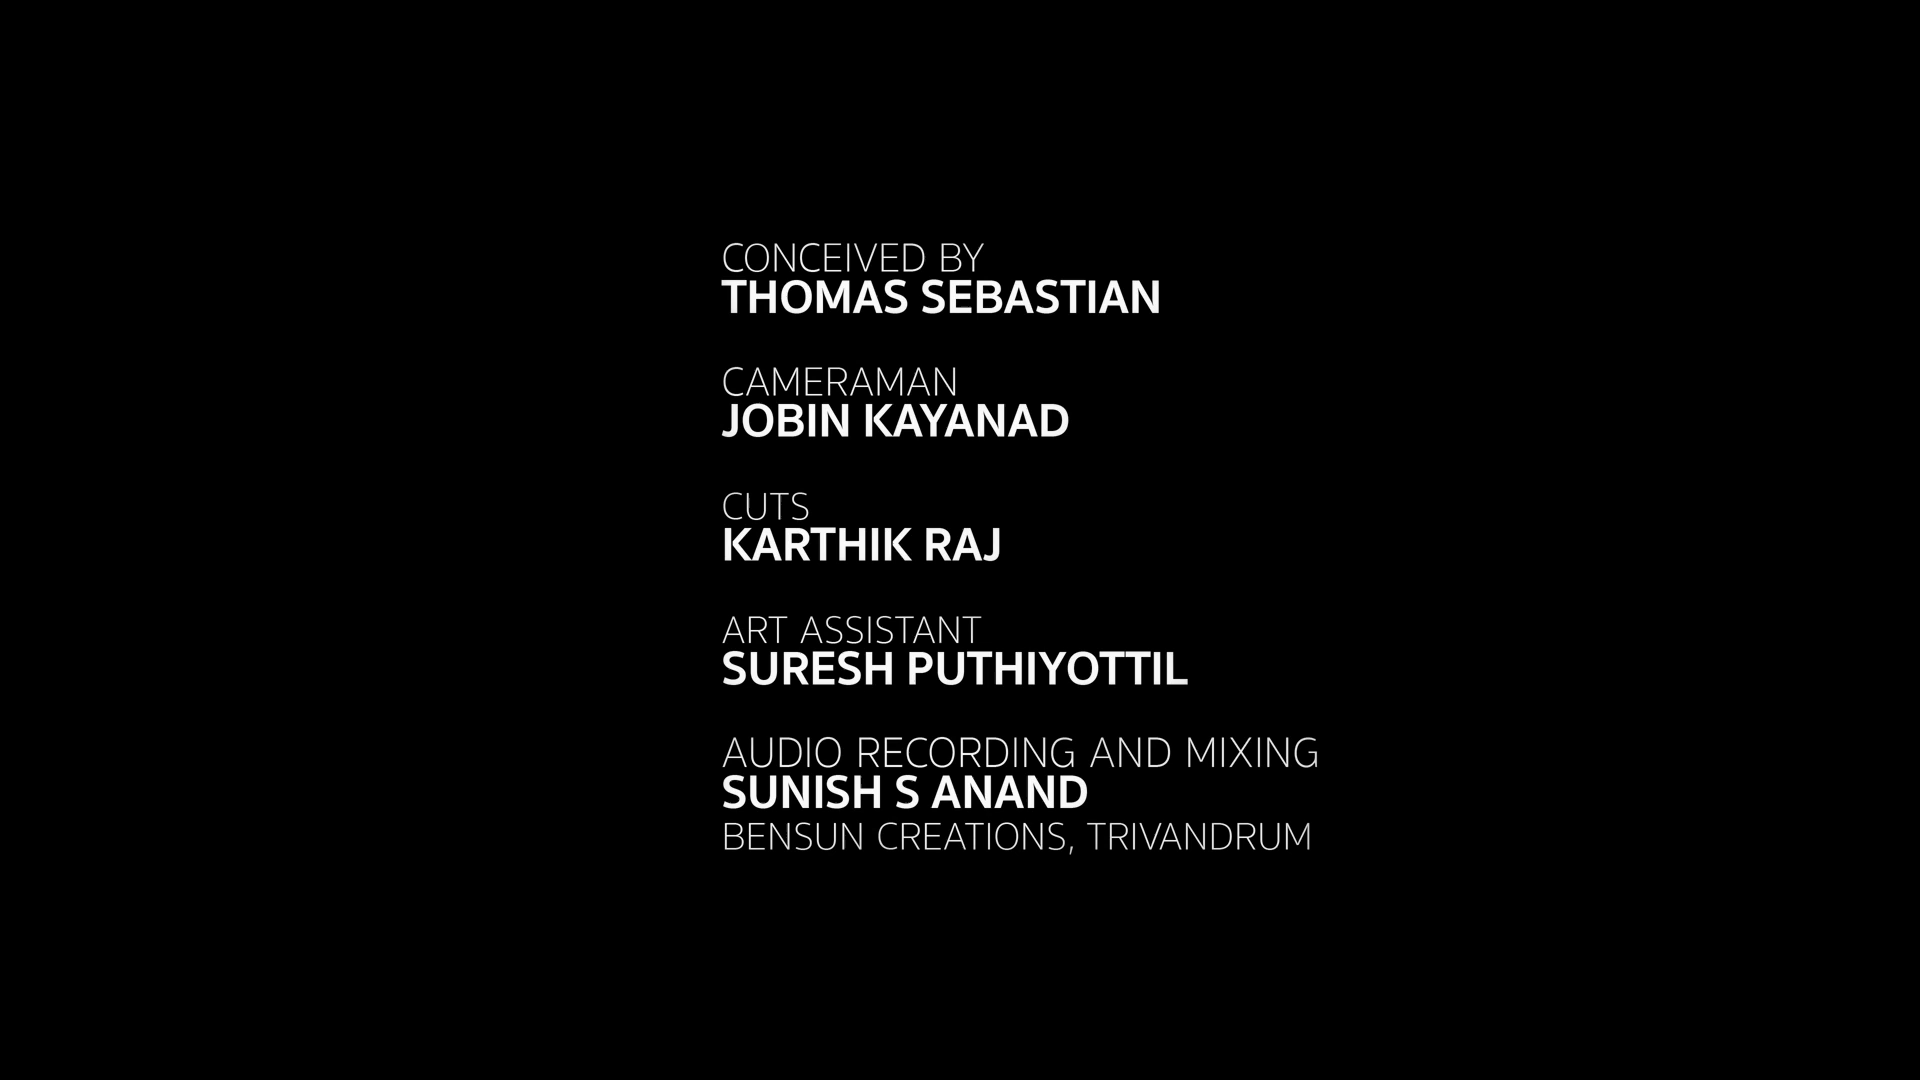 CONCEIVED BY
THOMAS SEBASTIAN
CAMERAMAN
JOBIN KAYANAD
CUTS
KARTHIK RAJ
ART ASSISTANT
SURESH PUTHIYOTTIL
AUDIO RECORDING AND MIXING
SUNISH S ANAND
BENSUN CREATIONS, TRIVANDRUM